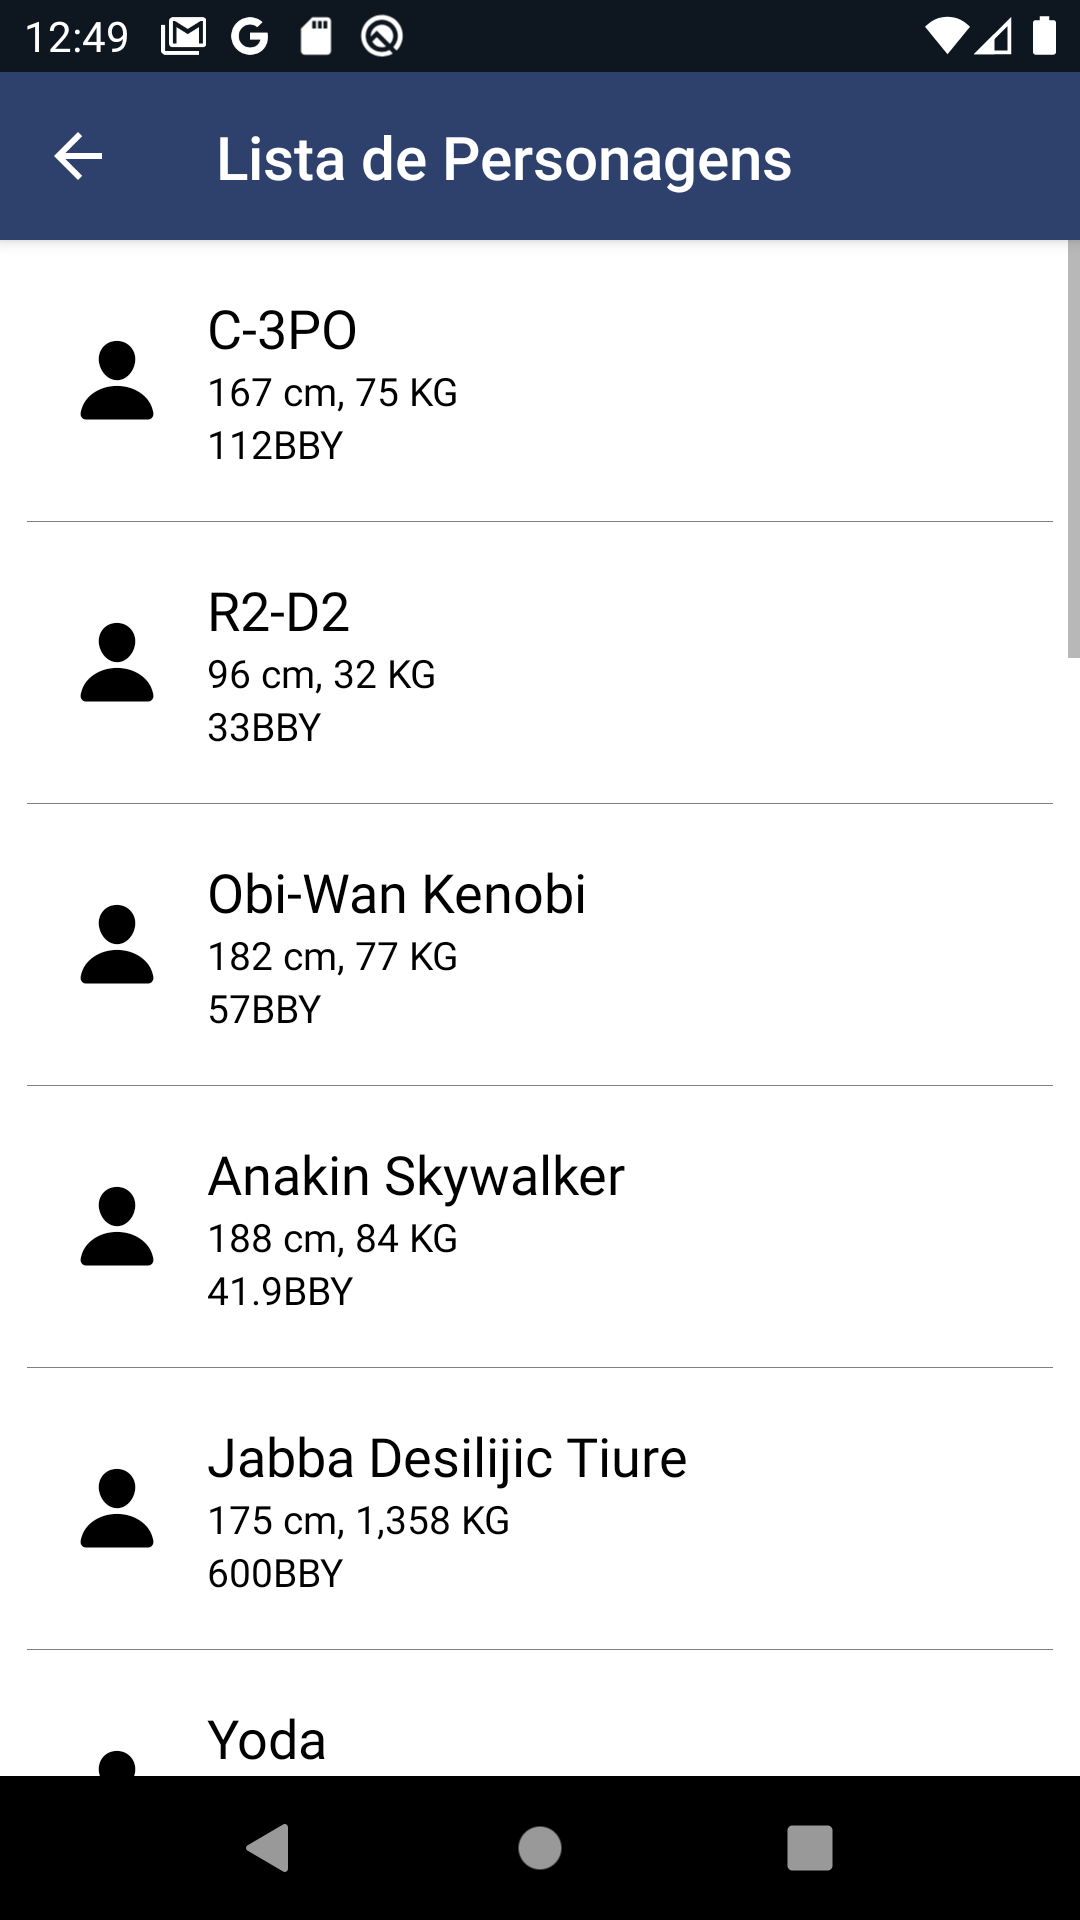 12:49
Lista de Personagens
C-3PO
167 cm, 75 KG
112BBY
R2-D2
96 cm, 32 KG
33BBY
Obi-Wan Kenobi
182 cm, 77 KG
57BBY
Anakin Skywalker
188 cm, 84 KG
41.9BBY
Jabba Desilijic Tiure
175 cm, 1,358 KG
600BBY
Yoda